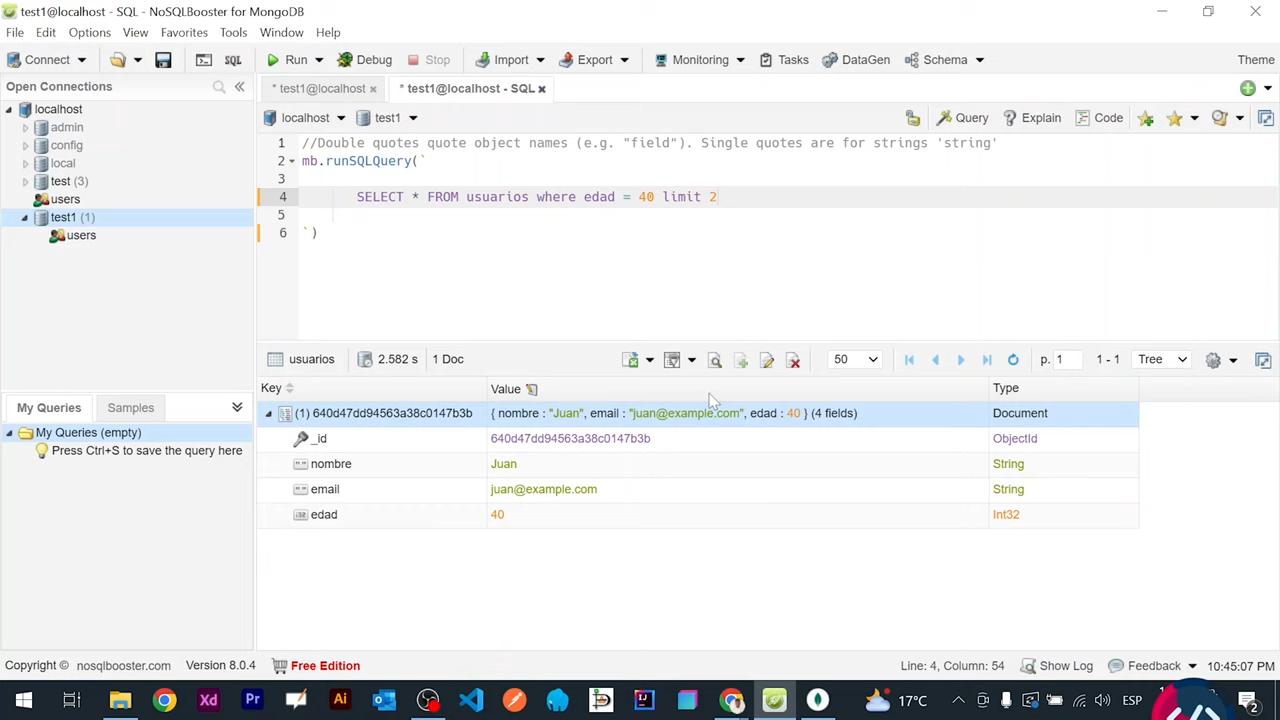 test1@localhost - SQL - NoSQLBooster for MongoDB
File Edit Options View Favorites Tools Window Help
Connect SQL Run Debug Stop Import Export Monitoring Tasks DataGen Schema Theme
Open Connections
* test1@localhost * test1@localhost - SQL
localhost test1 Query Explain Code
localhost
admin
config
local
test (3)
users
test1 (1)
users
1 //Double quotes quote object names (e.g. "field"). Single quotes are for strings 'string'
2 mb.runSQLQuery(`
3
4 SELECT * FROM usuarios where edad = 40 limit 2
5
6 `)
usuarios 2.582 s 1 Doc 50 p. 1 1 - 1 Tree
Key Value Type
(1) 640d47dd94563a38c0147b3b { nombre : "Juan", email : "juan@example.com", edad : 40 } (4 fields) Document
_id 640d47dd94563a38c0147b3b ObjectId
nombre Juan String
email juan@example.com String
edad 40 Int32
My Queries Samples
My Queries (empty)
Press Ctrl+S to save the query here
Copyright © nosqlbooster.com Version 8.0.4 Free Edition Line: 4, Column: 54 Show Log Feedback 10:45:07 PM
Xd Pr Ai 17°C ESP 2